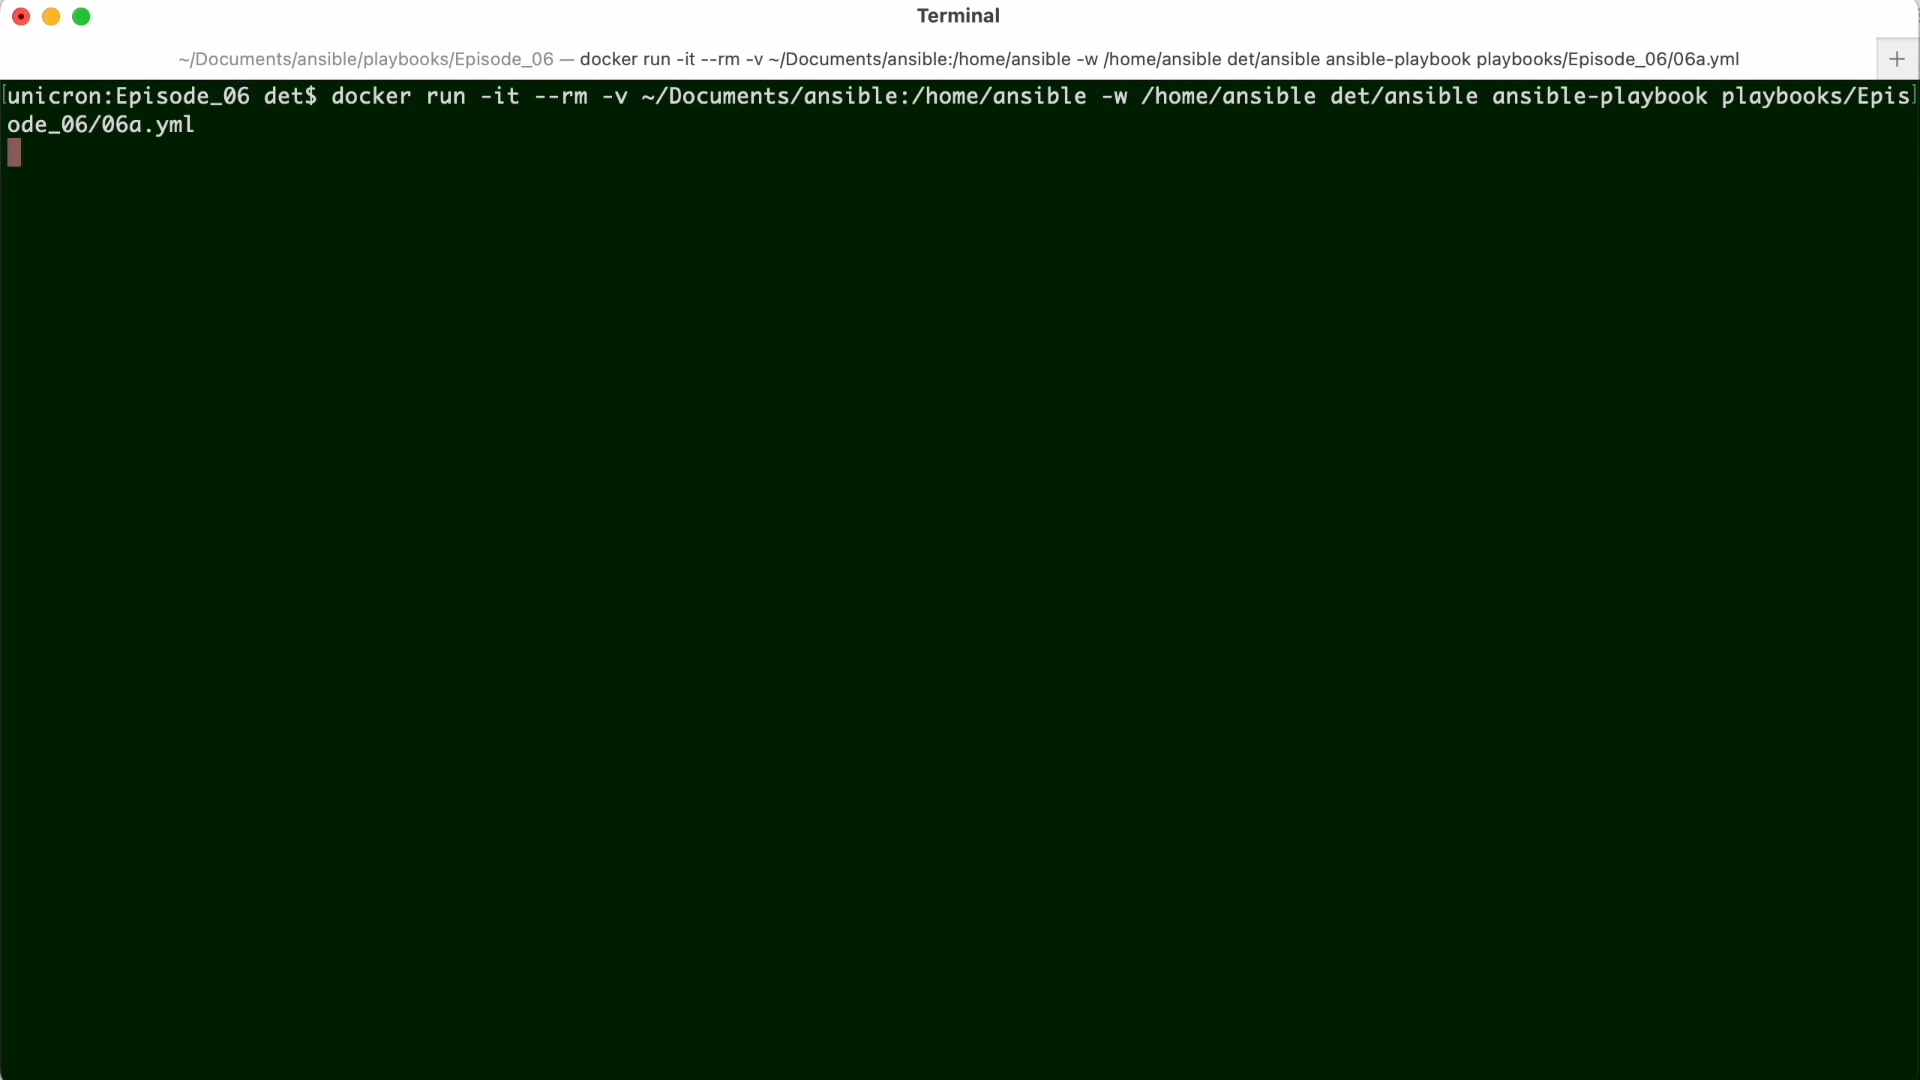 Terminal
~/Documents/ansible/playbooks/Episode_06 — docker run -it --rm -v ~/Documents/ansible:/home/ansible -w /home/ansible det/ansible ansible-playbook playbooks/Episode_06/06a.yml
+
[unicron:Episode_06 det$ docker run -it --rm -v ~/Documents/ansible:/home/ansible -w /home/ansible det/ansible ansible-playbook playbooks/Epis]
ode_06/06a.yml